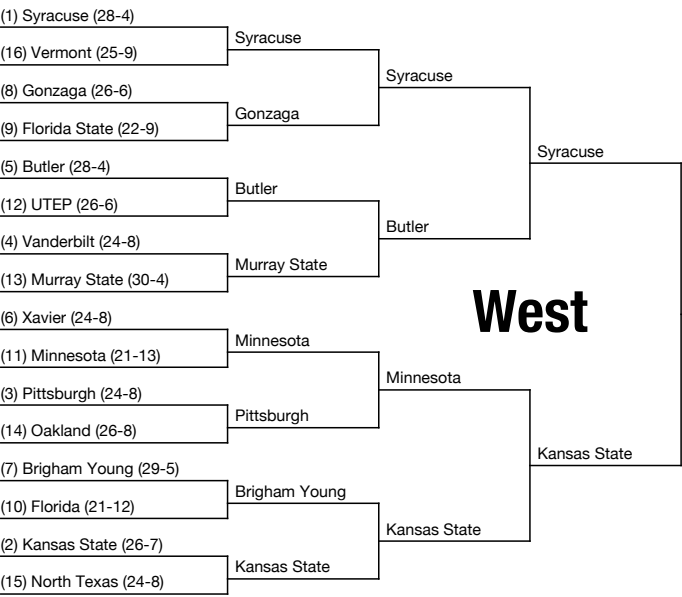 (1) Syracuse (28-4)
(16) Vermont (25-9)
(8) Gonzaga (26-6)
(9) Florida State (22-9)
(5) Butler (28-4)
(12) UTEP (26-6)
(4) Vanderbilt (24-8)
(13) Murray State (30-4)
(6) Xavier (24-8)
(11) Minnesota (21-13)
(3) Pittsburgh (24-8)
(14) Oakland (26-8)
(7) Brigham Young (29-5)
(10) Florida (21-12)
(2) Kansas State (26-7)
(15) North Texas (24-8)
Syracuse
Gonzaga
Butler
Murray State
Minnesota
Pittsburgh
Brigham Young
Kansas State
Syracuse
Butler
Minnesota
Kansas State
Syracuse
Kansas State
West